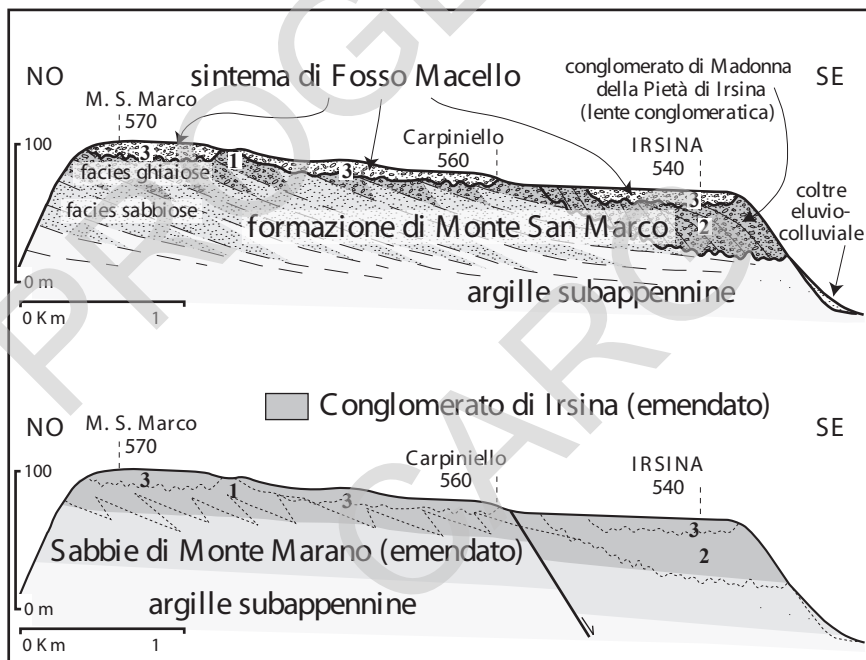 NO
sintema di Fosso Macello
conglomerato di Madonna
della Pietà di Irsina
(lente conglomeratica)
SE
M. S. Marco
570
Carpiniello
560
IRSINA
540
100
3
1
3
3
facies ghiaiose
facies sabbiose
formazione di Monte San Marco
2
coltre
eluvio-
colluviale
0 m
argille subappennine
0 Km 1
Conglomerato di Irsina (emendato)
NO
M. S. Marco
570
Carpiniello
560
IRSINA
540
SE
100
3
1
3
3
2
Sabbie di Monte Marano (emendato)
argille subappennine
0 m
0 Km 1
PROGE
CARG